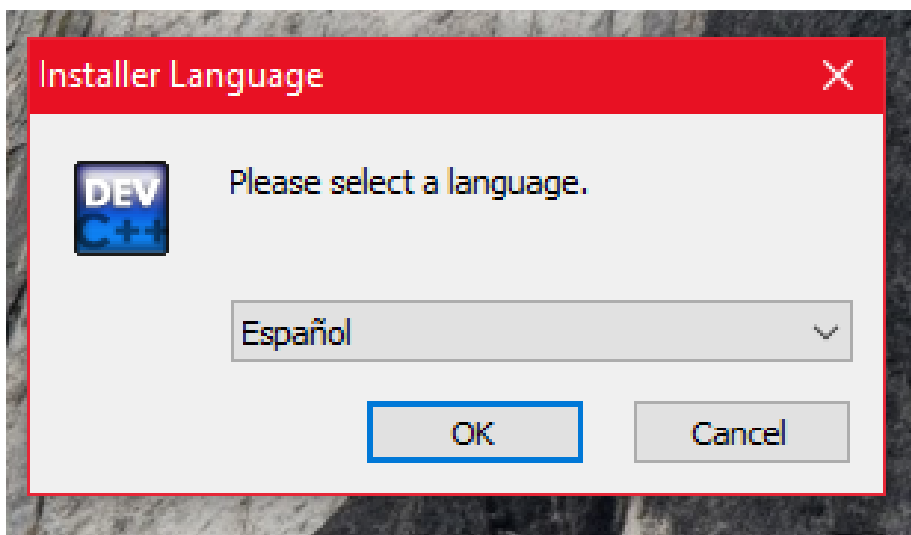 Installer Language
DEV
C++
Please select a language.
Español
OK Cancel